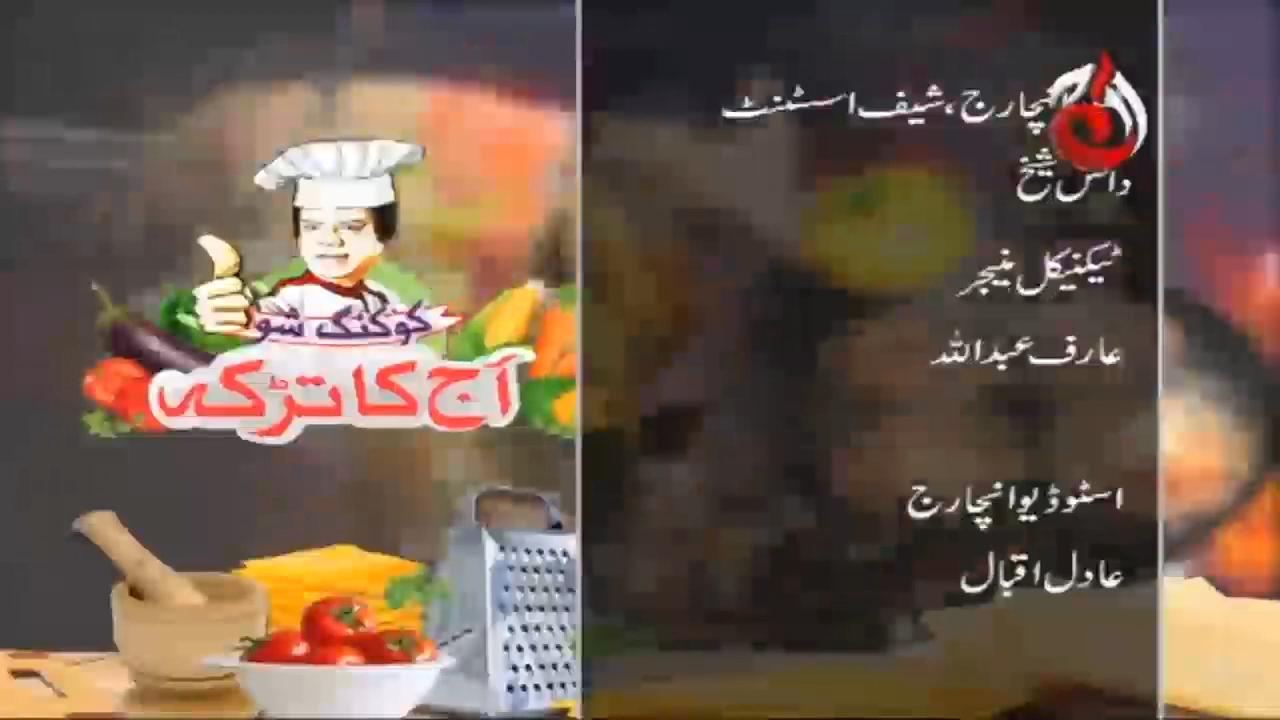 کوکنگ شو
آج کا تڑکہ
انچارج، شیف اسسٹنٹ
دانش شیخ
ٹیکنیکل منیجر
عارف عبداللہ
اسٹوڈیو انچارج
عادل اقبال